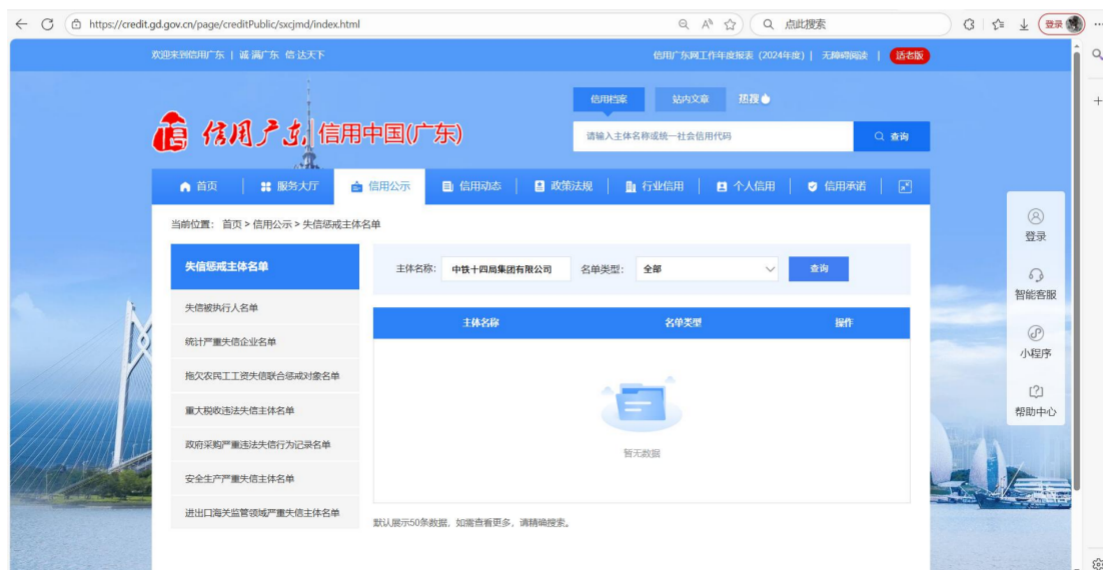 https://credit.gd.gov.cn/page/creditPublic/sxcjmd/index.html
点此搜索
登录
欢迎来到信用广东 | 诚满广东 信达天下
信用广东网工作年度报表 (2024年度) | 无障碍阅读 | 适老版
信用档案 站内文章 热搜
信用广东 信用中国(广东)
请输入主体名称或统一社会信用代码 查询
首页 服务大厅 信用公示 信用动态 政策法规 行业信用 个人信用 信用承诺
当前位置: 首页 > 信用公示 > 失信惩戒主体名单
失信惩戒主体名单
失信被执行人名单
统计严重失信企业名单
拖欠农民工工资失信联合惩戒对象名单
重大税收违法失信主体名单
政府采购严重违法失信行为记录名单
安全生产严重失信主体名单
进出口海关监管领域严重失信主体名单
主体名称: 中铁十四局集团有限公司 名单类型: 全部 查询
主体名称 名单类型 操作
暂无数据
默认展示50条数据, 如需查看更多, 请精确搜索。
登录
智能客服
小程序
帮助中心